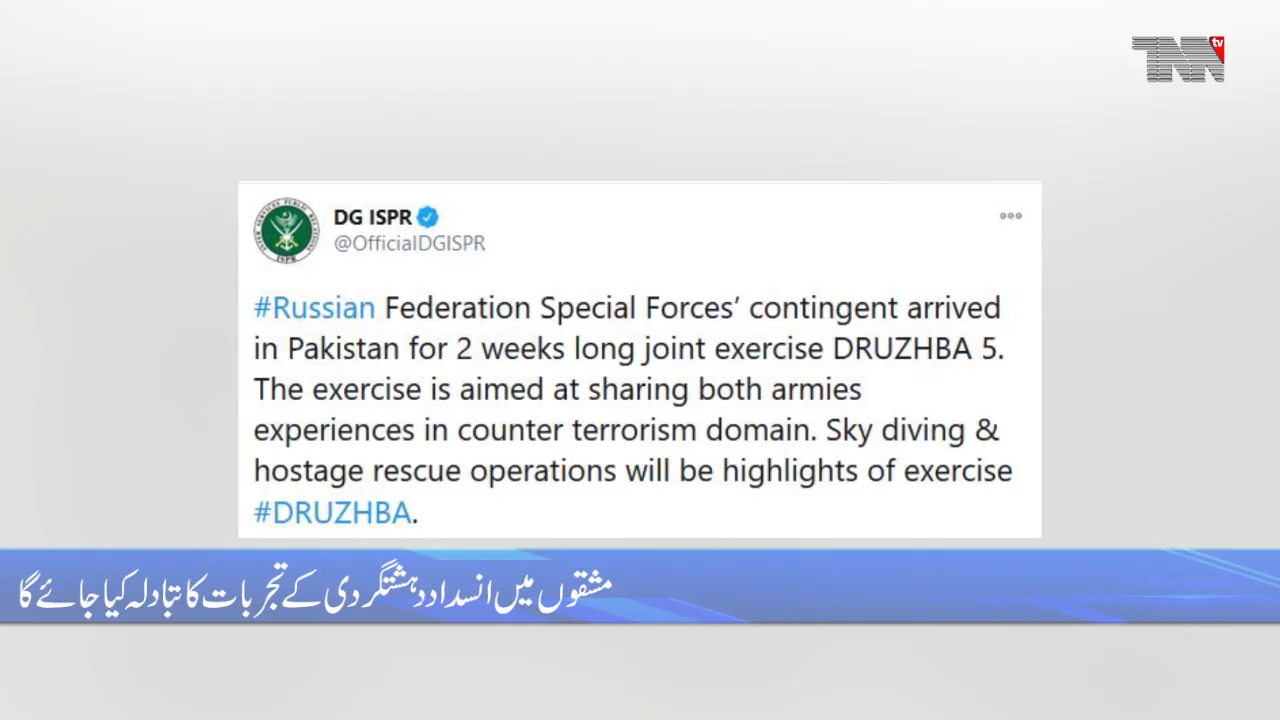 TNN tv
DG ISPR
@OfficialDGISPR
#Russian Federation Special Forces’ contingent arrived
in Pakistan for 2 weeks long joint exercise DRUZHBA 5.
The exercise is aimed at sharing both armies
experiences in counter terrorism domain. Sky diving &
hostage rescue operations will be highlights of exercise
#DRUZHBA.
مشقوں میں انسداد دہشتگردی کے تجربات کا تبادلہ کیا جائے گا